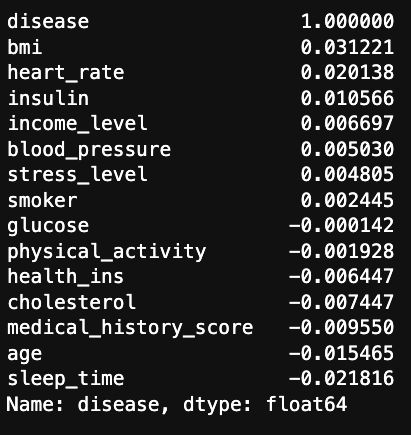 disease                 1.000000
bmi                     0.031221
heart_rate              0.020138
insulin                 0.010566
income_level            0.006697
blood_pressure          0.005030
stress_level            0.004805
smoker                  0.002445
glucose                -0.000142
physical_activity      -0.001928
health_ins             -0.006447
cholesterol            -0.007447
medical_history_score  -0.009550
age                    -0.015465
sleep_time             -0.021816
Name: disease, dtype: float64